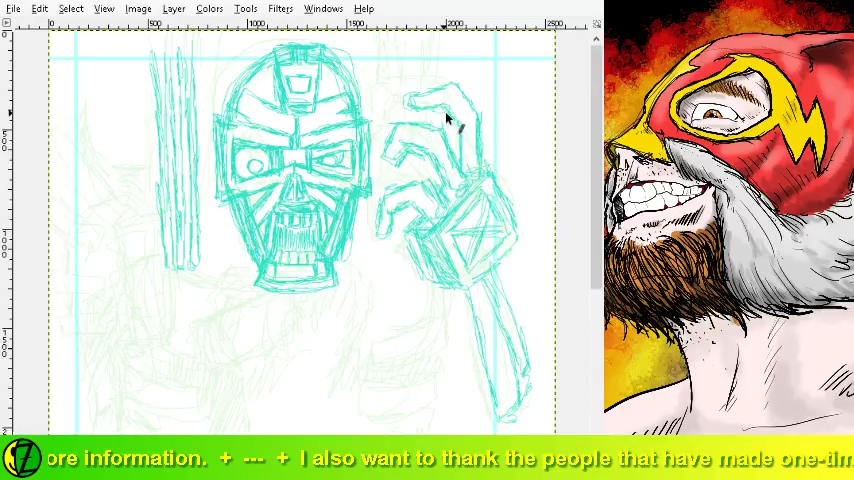 File Edit Select View Image Layer Colors Tools Filters Windows Help
0 500 1000 1500 2000 2500
ore information. + --- + I also want to thank the people that have made one-tim